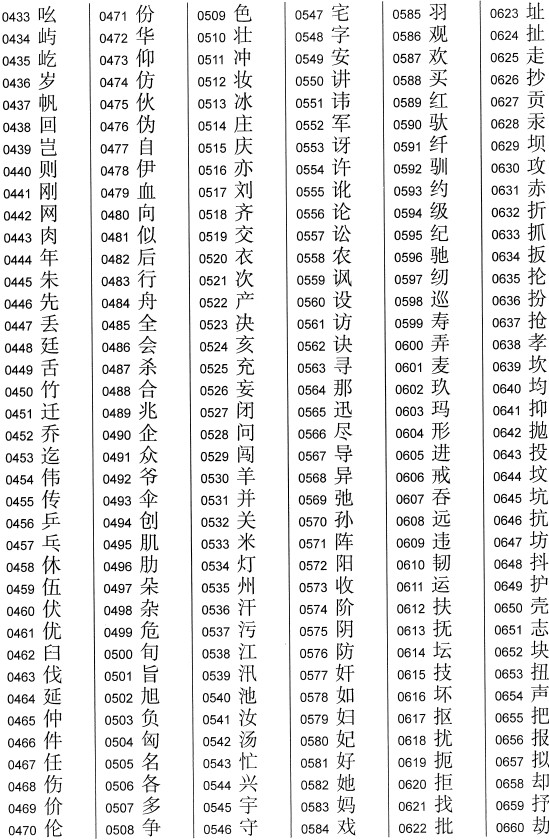 0433 吆
0434 屿
0435 屹
0436 岁
0437 帆
0438 回
0439 岂
0440 则
0441 刚
0442 网
0443 肉
0444 年
0445 朱
0446 先
0447 丢
0448 廷
0449 舌
0450 竹
0451 迁
0452 乔
0453 迄
0454 伟
0455 传
0456 乒
0457 乓
0458 休
0459 伍
0460 伏
0461 优
0462 臼
0463 伐
0464 延
0465 仲
0466 件
0467 任
0468 伤
0469 价
0470 伦
0471 份
0472 华
0473 仰
0474 仿
0475 伙
0476 伪
0477 自
0478 伊
0479 血
0480 向
0481 似
0482 后
0483 行
0484 舟
0485 全
0486 会
0487 杀
0488 合
0489 兆
0490 企
0491 众
0492 爷
0493 伞
0494 创
0495 肌
0496 肋
0497 朵
0498 杂
0499 危
0500 旬
0501 旨
0502 旭
0503 负
0504 匈
0505 名
0506 各
0507 多
0508 争
0509 色
0510 壮
0511 冲
0512 妆
0513 冰
0514 庄
0515 庆
0516 亦
0517 刘
0518 齐
0519 交
0520 衣
0521 次
0522 产
0523 决
0524 亥
0525 充
0526 妄
0527 闭
0528 问
0529 闯
0530 羊
0531 并
0532 关
0533 米
0534 灯
0535 州
0536 汗
0537 污
0538 江
0539 汛
0540 池
0541 汝
0542 汤
0543 忙
0544 兴
0545 宇
0546 守
0547 宅
0548 字
0549 安
0550 讲
0551 讳
0552 军
0553 讶
0554 许
0555 讹
0556 论
0557 讼
0558 农
0559 讽
0560 设
0561 访
0562 诀
0563 寻
0564 那
0565 迅
0566 尽
0567 导
0568 异
0569 弛
0570 孙
0571 阵
0572 阳
0573 收
0574 阶
0575 阴
0576 防
0577 奸
0578 如
0579 妇
0580 妃
0581 好
0582 她
0583 妈
0584 戏
0585 羽
0586 观
0587 欢
0588 买
0589 红
0590 驮
0591 纤
0592 驯
0593 约
0594 级
0595 纪
0596 驰
0597 纫
0598 巡
0599 寿
0600 弄
0601 麦
0602 玖
0603 玛
0604 形
0605 进
0606 戒
0607 吞
0608 远
0609 违
0610 韧
0611 运
0612 扶
0613 抚
0614 坛
0615 技
0616 坏
0617 抠
0618 扰
0619 扼
0620 拒
0621 找
0622 批
0623 址
0624 扯
0625 走
0626 抄
0627 贡
0628 汞
0629 坝
0630 攻
0631 赤
0632 折
0633 抓
0634 扳
0635 抡
0636 扮
0637 抢
0638 孝
0639 坎
0640 均
0641 抑
0642 抛
0643 投
0644 坟
0645 坑
0646 抗
0647 坊
0648 抖
0649 护
0650 壳
0651 志
0652 块
0653 扭
0654 声
0655 把
0656 报
0657 拟
0658 却
0659 抒
0660 劫